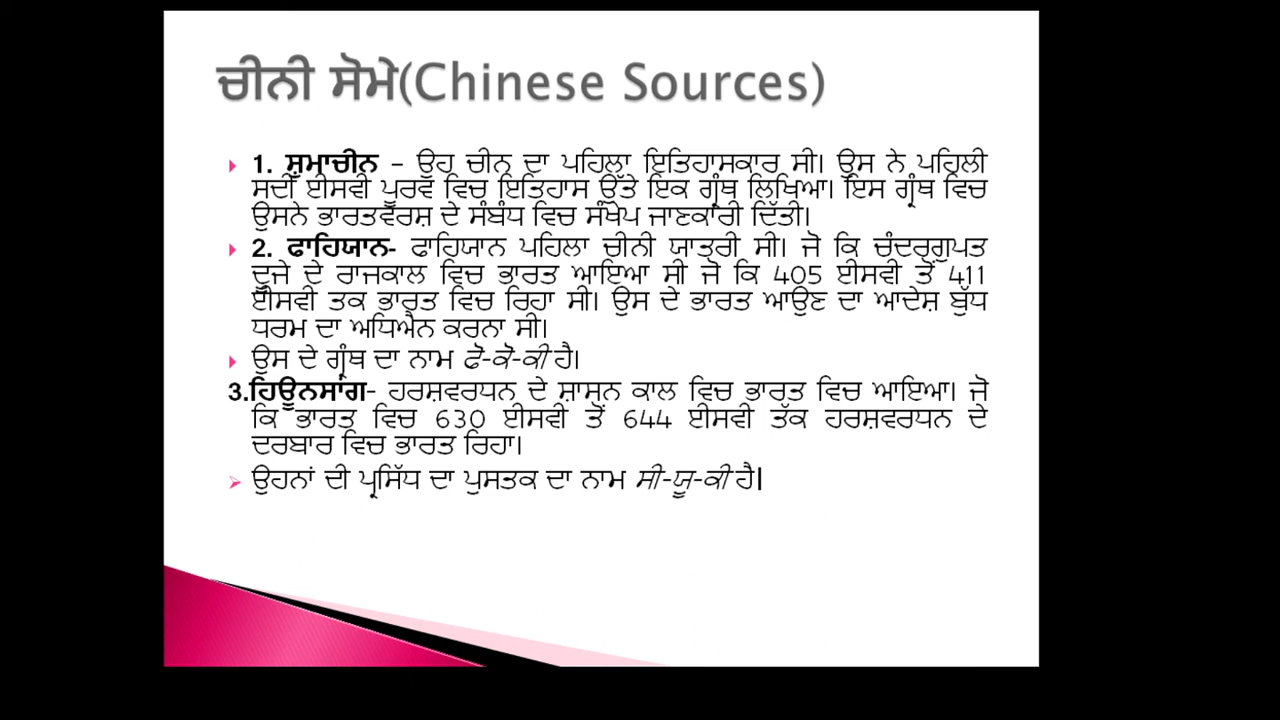 ਚੀਨੀ ਸੋਮੇ(Chinese Sources)
1. ਸ਼ੂਮਾਚੀਨ – ਉਹ ਚੀਨ ਦਾ ਪਹਿਲਾ ਇਤਿਹਾਸਕਾਰ ਸੀ। ਉਸ ਨੇ ਪਹਿਲੀ
ਸਦੀ ਈਸਵੀ ਪੂਰਵ ਵਿਚ ਇਤਿਹਾਸ ਉੱਤੇ ਇਕ ਗ੍ਰੰਥ ਲਿਖਿਆ। ਇਸ ਗ੍ਰੰਥ ਵਿਚ
ਉਸਨੇ ਭਾਰਤਵਰਸ਼ ਦੇ ਸੰਬੰਧ ਵਿਚ ਸੰਖੇਪ ਜਾਣਕਾਰੀ ਦਿੱਤੀ।
2. ਫਾਹਿਯਾਨ- ਫਾਹਿਯਾਨ ਪਹਿਲਾ ਚੀਨੀ ਯਾਤਰੀ ਸੀ। ਜੋ ਕਿ ਚੰਦਰਗੁਪਤ
ਦੂਜੇ ਦੇ ਰਾਜਕਾਲ ਵਿਚ ਭਾਰਤ ਆਇਆ ਸੀ ਜੋ ਕਿ 405 ਈਸਵੀ ਤੋਂ 411
ਈਸਵੀ ਤਕ ਭਾਰਤ ਵਿਚ ਰਿਹਾ ਸੀ। ਉਸ ਦੇ ਭਾਰਤ ਆਉਣ ਦਾ ਆਦੇਸ਼ ਬੁੱਧ
ਧਰਮ ਦਾ ਅਧਿਐਨ ਕਰਨਾ ਸੀ।
ਉਸ ਦੇ ਗ੍ਰੰਥ ਦਾ ਨਾਮ ਫੋ-ਕੋ-ਕੀ ਹੈ।
3.ਹਿਊਨਸਾਂਗ- ਹਰਸ਼ਵਰਧਨ ਦੇ ਸ਼ਾਸਨ ਕਾਲ ਵਿਚ ਭਾਰਤ ਵਿਚ ਆਇਆ। ਜੋ
ਕਿ ਭਾਰਤ ਵਿਚ 630 ਈਸਵੀ ਤੋਂ 644 ਈਸਵੀ ਤੱਕ ਹਰਸ਼ਵਰਧਨ ਦੇ
ਦਰਬਾਰ ਵਿਚ ਭਾਰਤ ਰਿਹਾ।
ਉਹਨਾਂ ਦੀ ਪ੍ਰਸਿੱਧ ਦਾ ਪੁਸਤਕ ਦਾ ਨਾਮ ਸੀ-ਯੂ-ਕੀ ਹੈ।